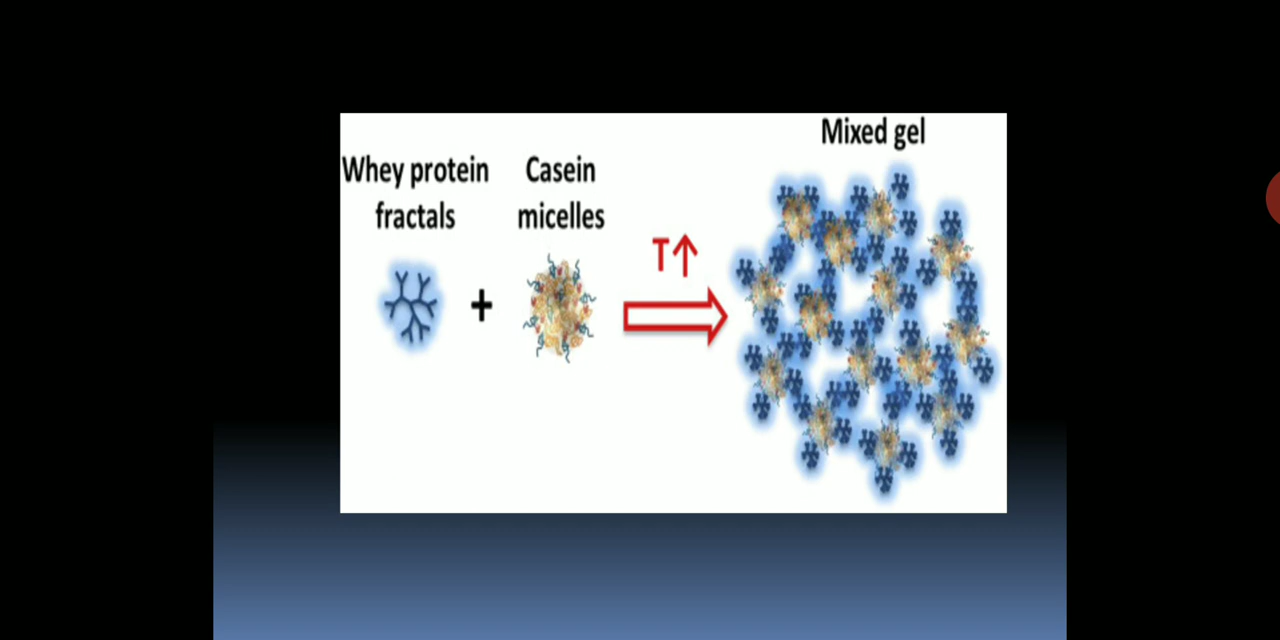 Mixed gel
Whey protein
fractals
Casein
micelles
+
T↑